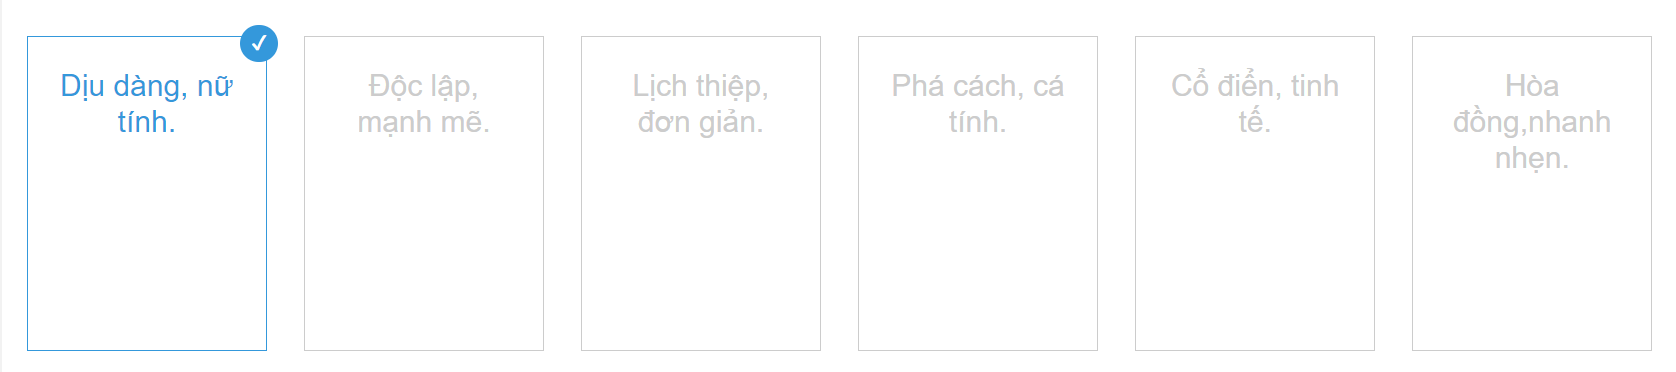 Dịu dàng, nữ
tính.
Độc lập,
mạnh mẽ.
Lịch thiệp,
đơn giản.
Phá cách, cá
tính.
Cổ điển, tinh
tế.
Hòa
đồng,nhanh
nhẹn.